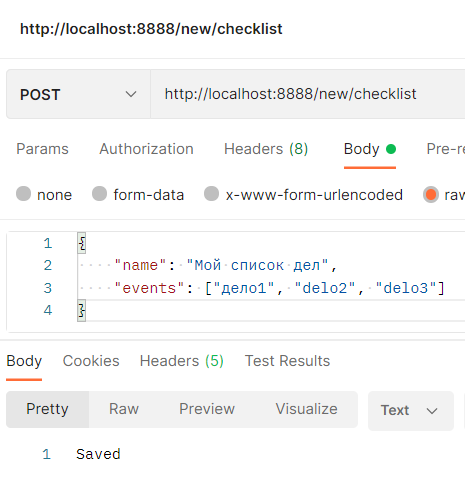 http://localhost:8888/new/checklist
POST http://localhost:8888/new/checklist
Params Authorization Headers (8) Body Pre-re
none form-data x-www-form-urlencoded raw
1 {
2 "name": "Мой список дел",
3 "events": ["дело1", "delo2", "delo3"]
4 }
Body Cookies Headers (5) Test Results
Pretty Raw Preview Visualize Text
1 Saved